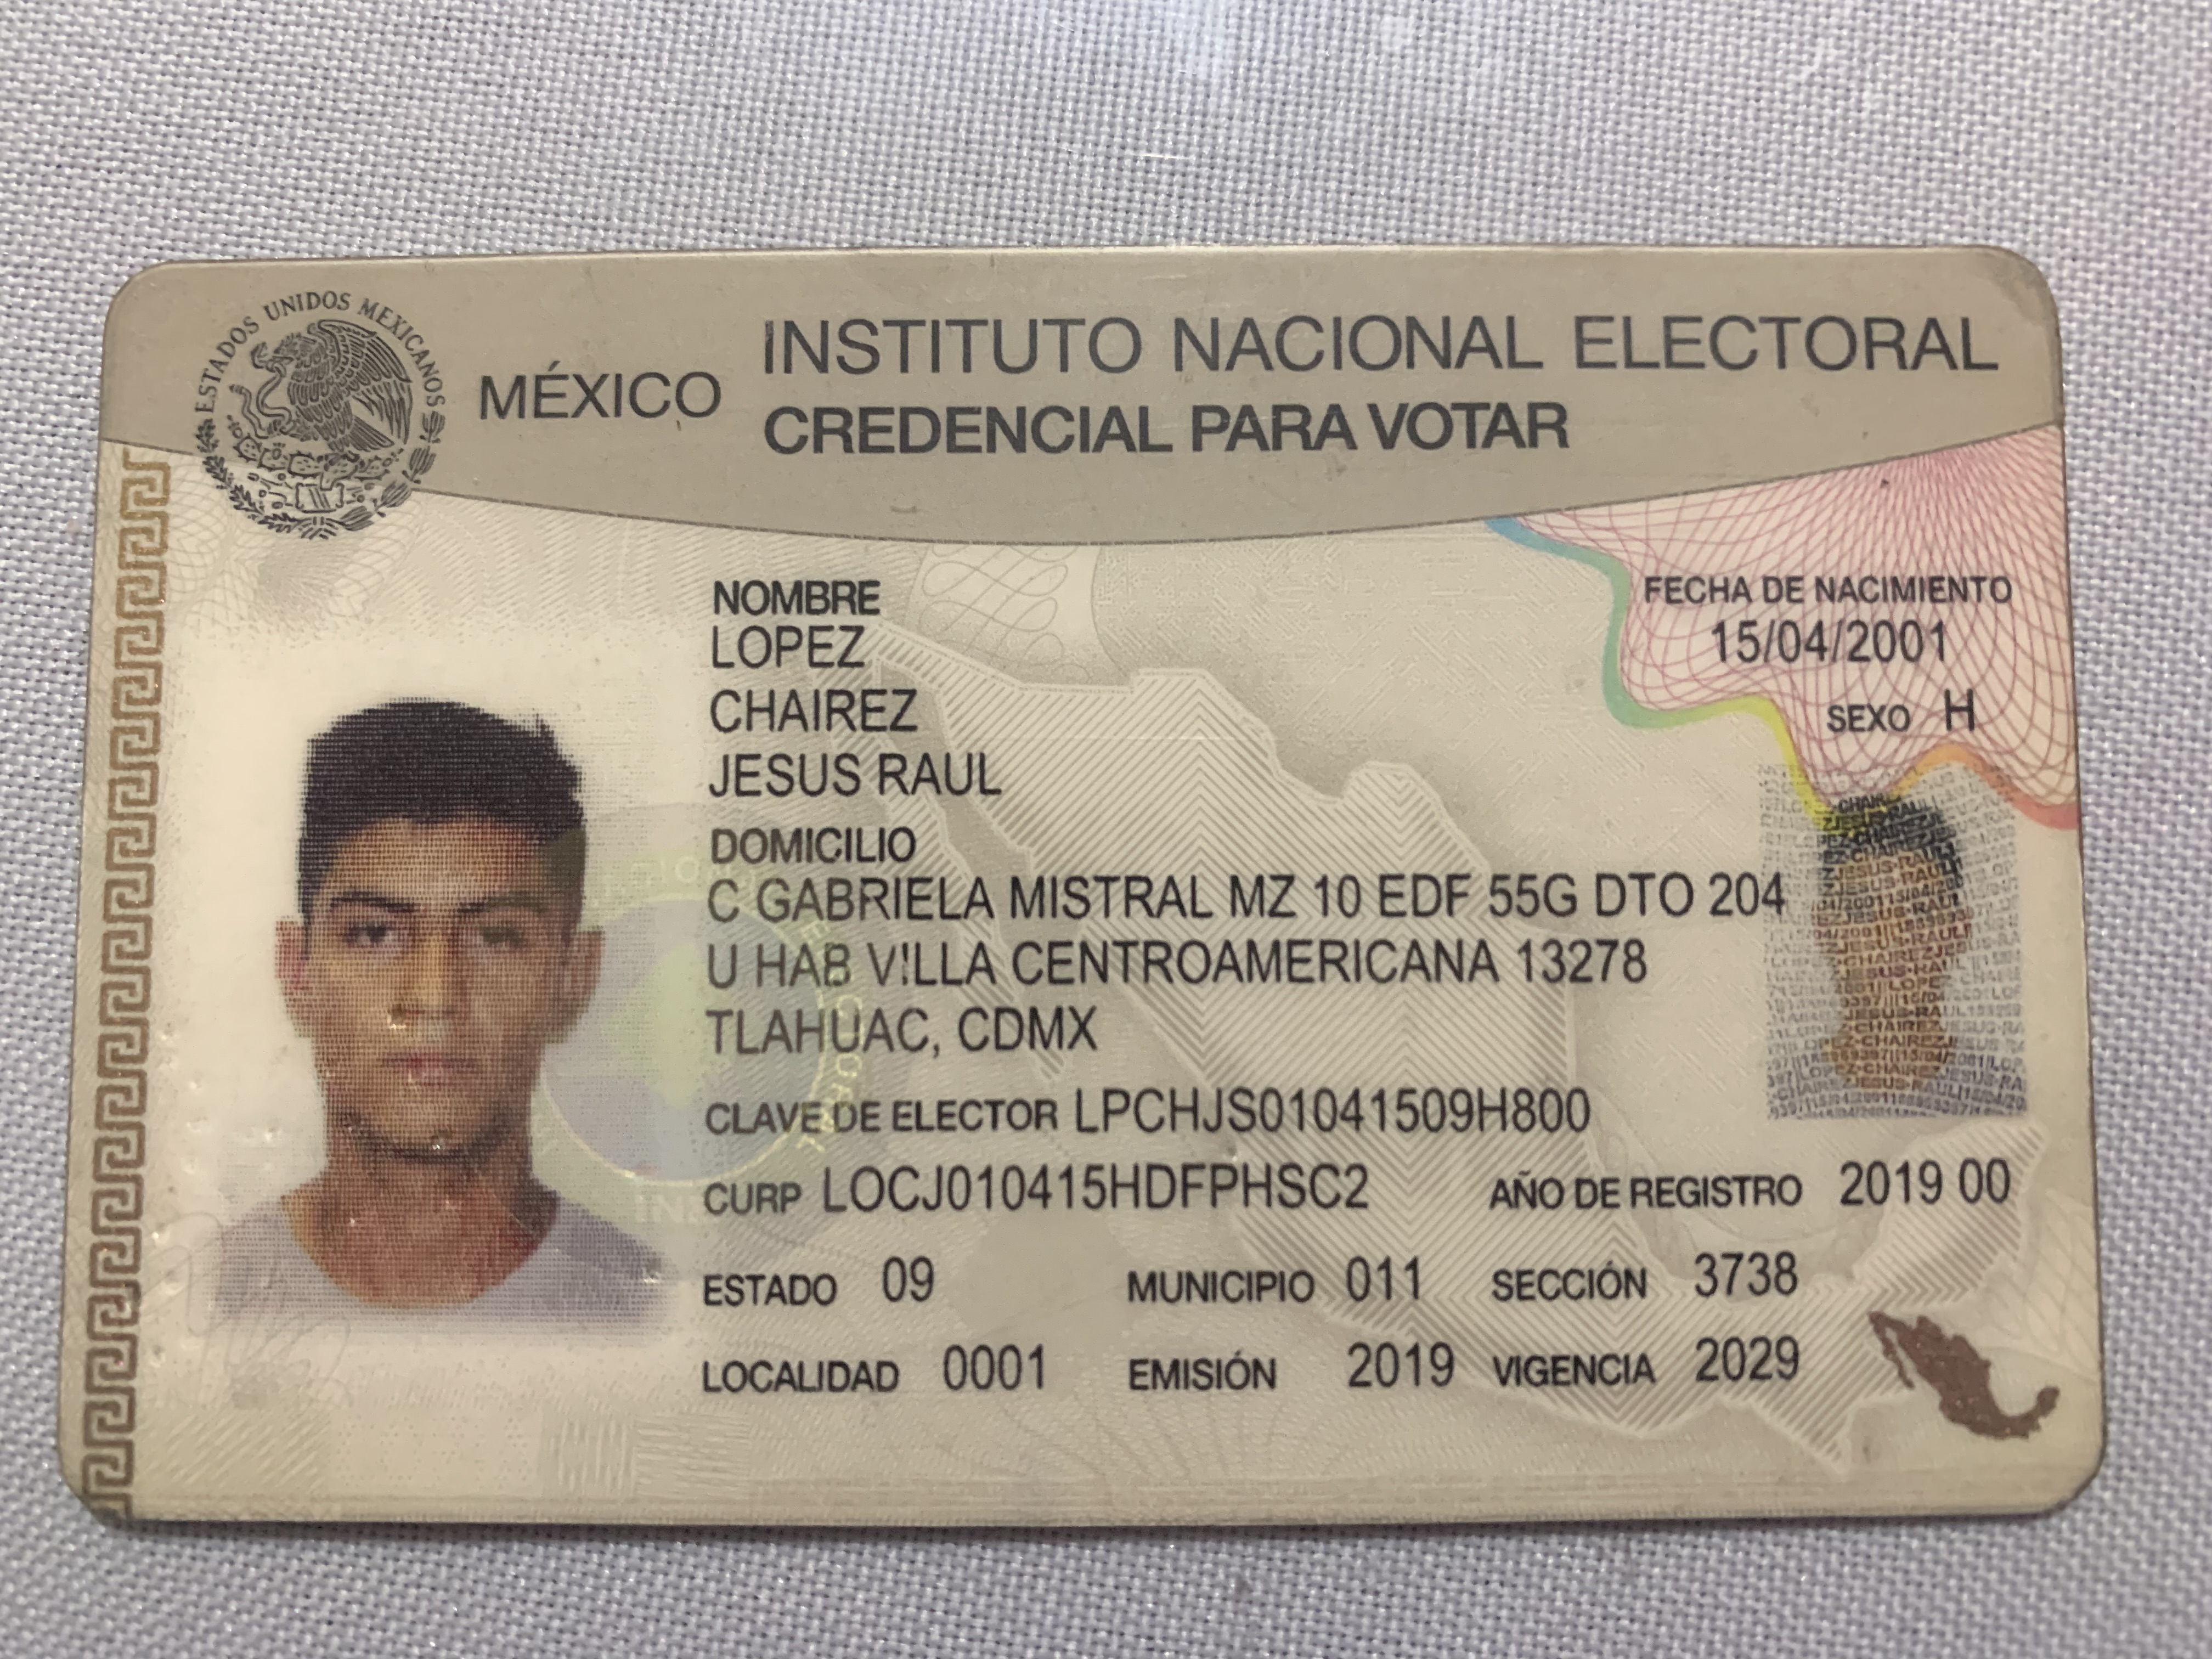 ESTADOS UNIDOS MEXICANOS
MÉXICO
INSTITUTO NACIONAL ELECTORAL
CREDENCIAL PARA VOTAR
NOMBRE
LOPEZ
CHAIREZ
JESUS RAUL
FECHA DE NACIMIENTO
15/04/2001
SEXO H
DOMICILIO
C GABRIELA MISTRAL MZ 10 EDF 55G DTO 204
U HAB VILLA CENTROAMERICANA 13278
TLAHUAC, CDMX
CLAVE DE ELECTOR LPCHJS01041509H800
CURP LOCJ010415HDFPHSC2 AÑO DE REGISTRO 2019 00
ESTADO 09 MUNICIPIO 011 SECCIÓN 3738
LOCALIDAD 0001 EMISIÓN 2019 VIGENCIA 2029